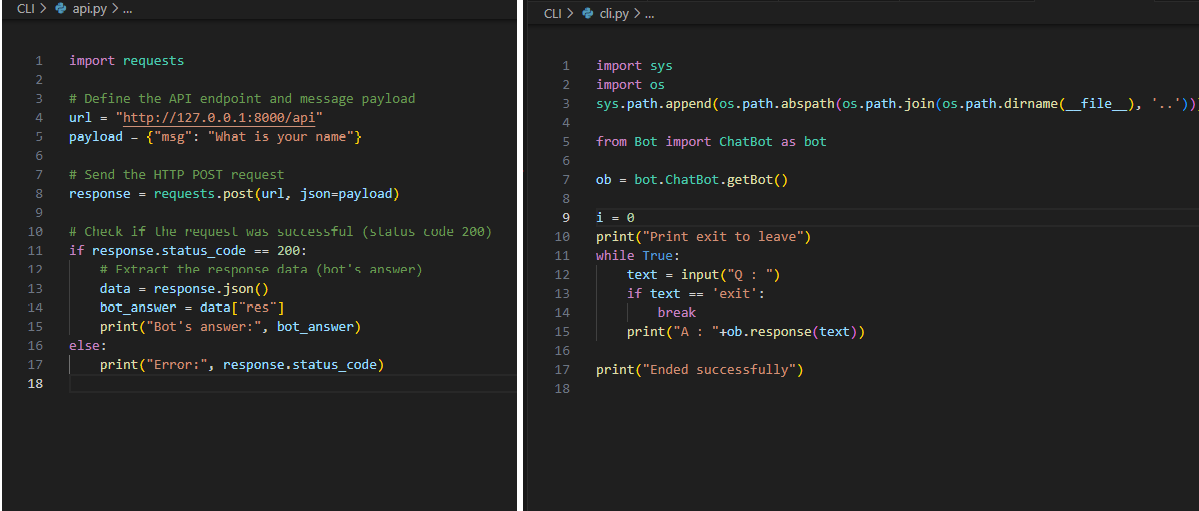 CLI > api.py > ...
1 import requests
2
3 # Define the API endpoint and message payload
4 url = "http://127.0.0.1:8000/api"
5 payload = {"msg": "What is your name"}
6
7 # Send the HTTP POST request
8 response = requests.post(url, json=payload)
9
10 # Check if the request was successful (status code 200)
11 if response.status_code == 200:
12     # Extract the response data (bot's answer)
13     data = response.json()
14     bot_answer = data["res"]
15     print("Bot's answer:", bot_answer)
16 else:
17     print("Error:", response.status_code)
18
CLI > cli.py > ...
1 import sys
2 import os
3 sys.path.append(os.path.abspath(os.path.join(os.path.dirname(__file__), '..')))
4
5 from Bot import ChatBot as bot
6
7 ob = bot.ChatBot.getBot()
8
9 i = 0
10 print("Print exit to leave")
11 while True:
12     text = input("Q : ")
13     if text == 'exit':
14         break
15     print("A : "+ob.response(text))
16
17 print("Ended successfully")
18